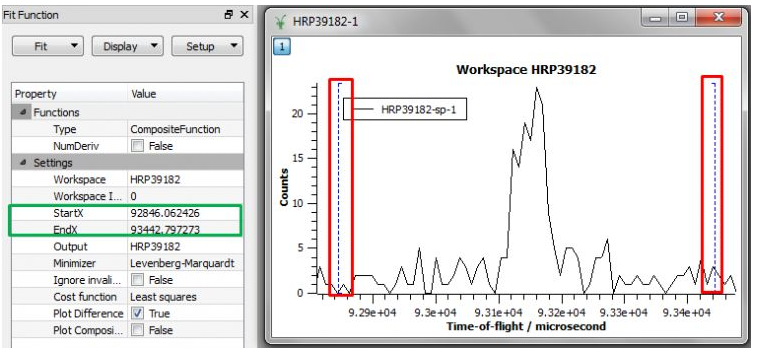 Fit Function
Fit
Display
Setup
Property Value
Functions
Type CompositeFunction
NumDeriv False
Settings
Workspace HRP39182
Workspace I... 0
StartX 92846.062426
EndX 93442.797273
Output HRP39182
Minimizer Levenberg-Marquardt
Ignore invali... False
Cost function Least squares
Plot Difference True
Plot Composi... False
HRP39182-1
1
Workspace HRP39182
HRP39182-sp-1
Counts
20
15
10
5
0
9.29e+04 9.3e+04 9.31e+04 9.32e+04 9.33e+04 9.34e+04
Time-of-flight / microsecond